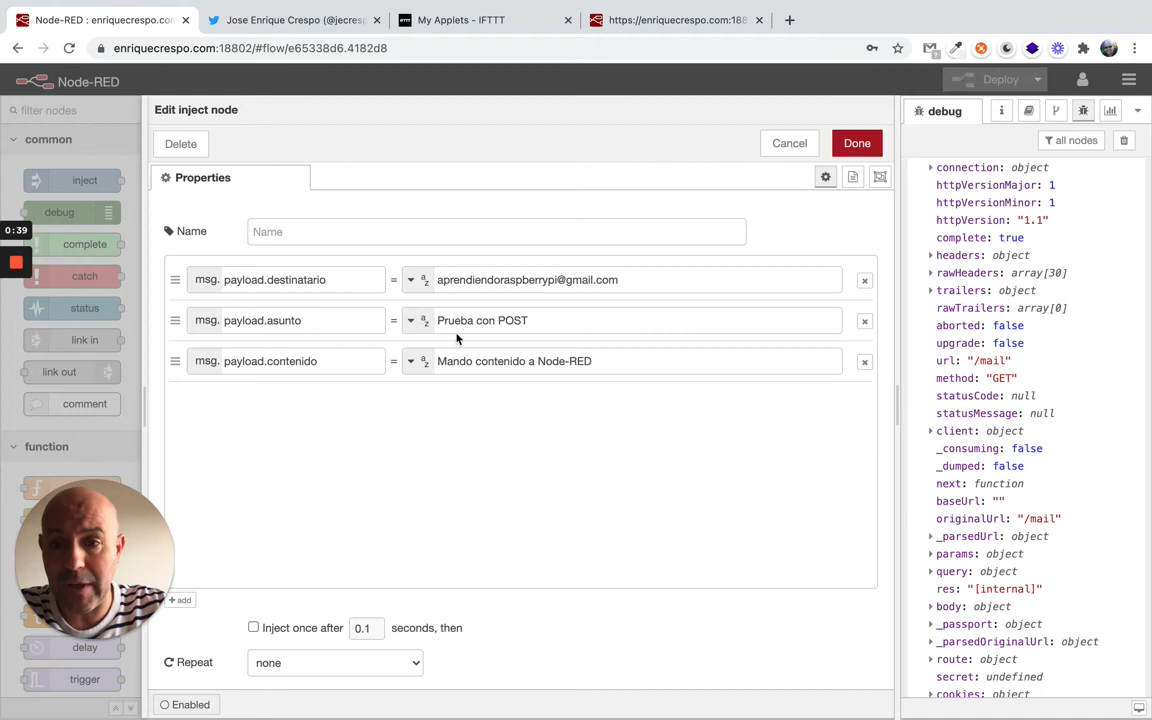 Node-RED : enriquecrespo.con
Jose Enrique Crespo (@jecresp
My Applets - IFTTT
https://enriquecrespo.com:188
enriquecrespo.com:18802/#flow/e65338d6.4182d8
Node-RED
Deploy
filter nodes
common
inject
debug
complete
catch
status
link in
link out
comment
function
delay
trigger
0:39
Edit inject node
Delete
Cancel
Done
Properties
Name
Name
msg. payload.destinatario = az aprendiendoraspberrypi@gmail.com
msg. payload.asunto = az Prueba con POST
msg. payload.contenido = az Mando contenido a Node-RED
add
Inject once after 0.1 seconds, then
Repeat none
Enabled
debug
all nodes
connection: object
httpVersionMajor: 1
httpVersionMinor: 1
httpVersion: "1.1"
complete: true
headers: object
rawHeaders: array[30]
trailers: object
rawTrailers: array[0]
aborted: false
upgrade: false
url: "/mail"
method: "GET"
statusCode: null
statusMessage: null
client: object
_consuming: false
_dumped: false
next: function
baseUrl: ""
originalUrl: "/mail"
_parsedUrl: object
params: object
query: object
res: "[internal]"
body: object
_passport: object
_parsedOriginalUrl: object
route: object
secret: undefined
cookies: object